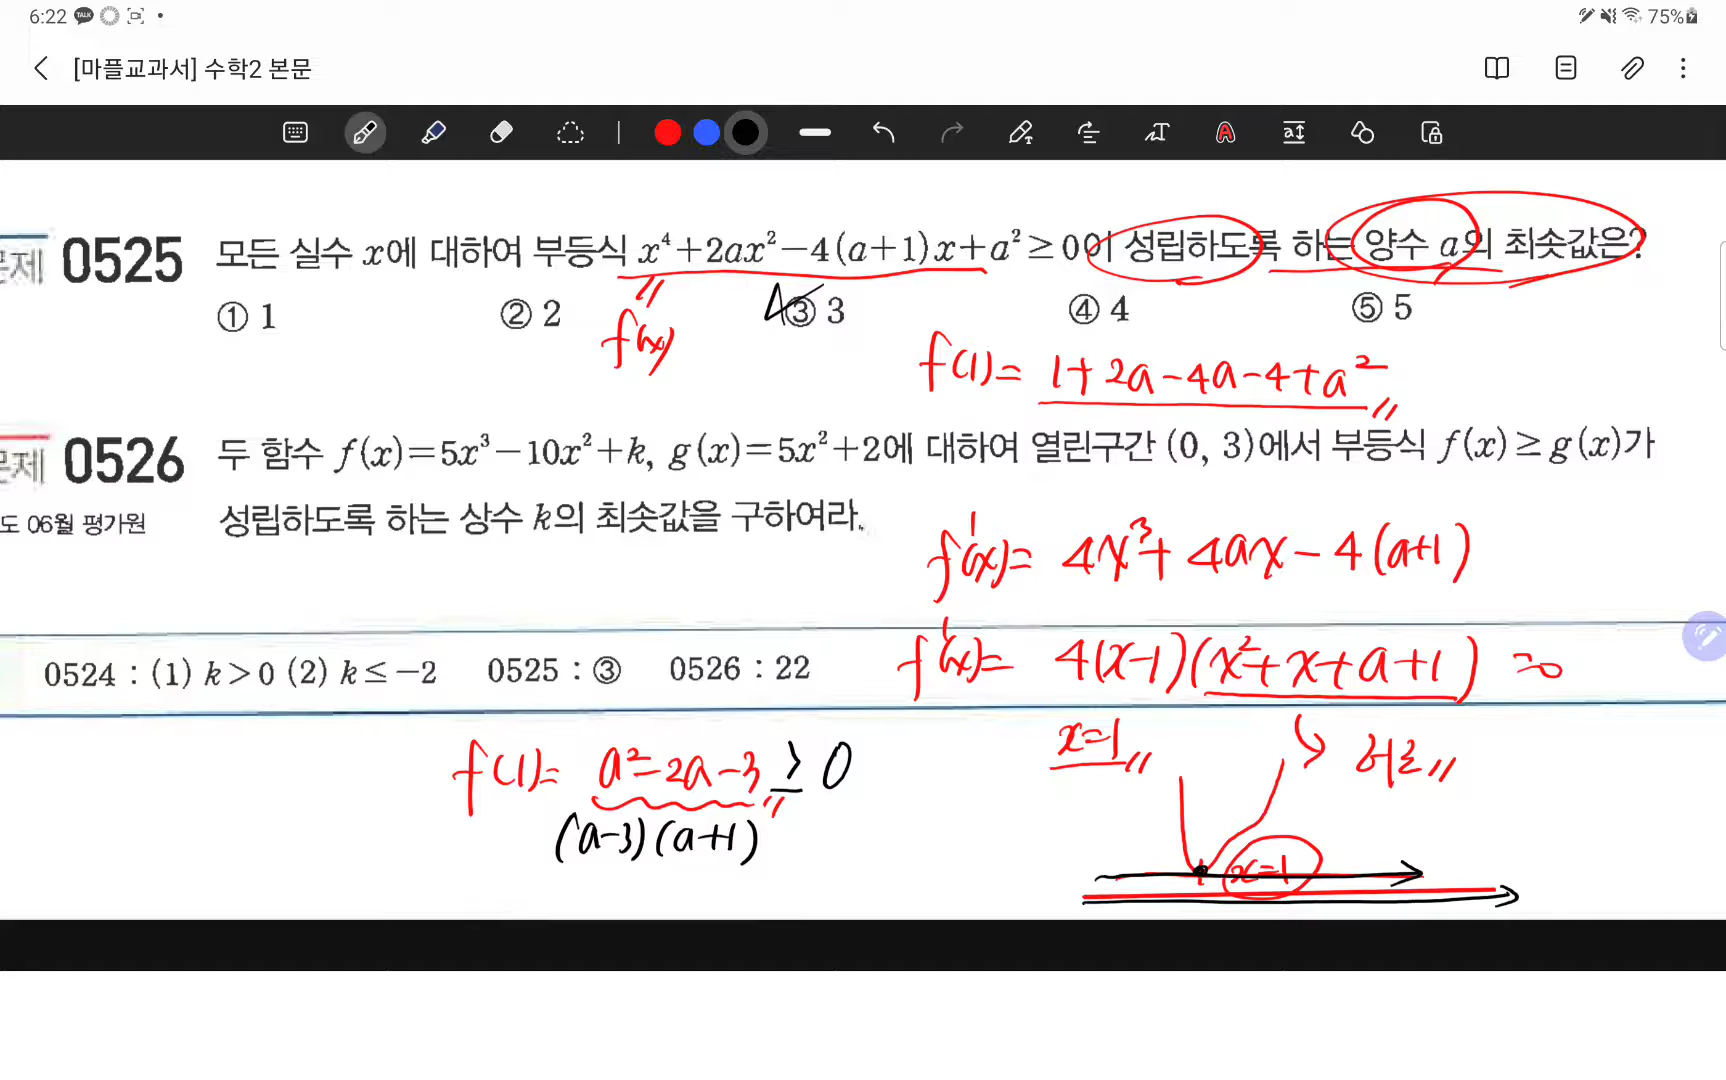 6:22 TALK 75%
[마플교과서] 수학2 본문
문제 0525 모든 실수 x에 대하여 부등식 x⁴+2ax²−4(a+1)x+a²≥0이 성립하도록 하는 양수 a의 최솟값은?
① 1 ② 2 ③ 3 ④ 4 ⑤ 5
f(x)
f(1)= 1+2a-4a-4+a²
문제 0526 두 함수 f(x)=5x³−10x²+k, g(x)=5x²+2에 대하여 열린구간 (0, 3)에서 부등식 f(x)≥g(x)가
도 06월 평가원 성립하도록 하는 상수 k의 최솟값을 구하여라.
f'(x)= 4x³+4ax-4(a+1)
f'(x)= 4(x-1)(x²+x+a+1)=0
0524 : (1) k>0 (2) k≤−2 0525 : ③ 0526 : 22
x=1 허근
f(1)= a²-2a-3 ≥ 0
(a-3)(a+1)
x=1